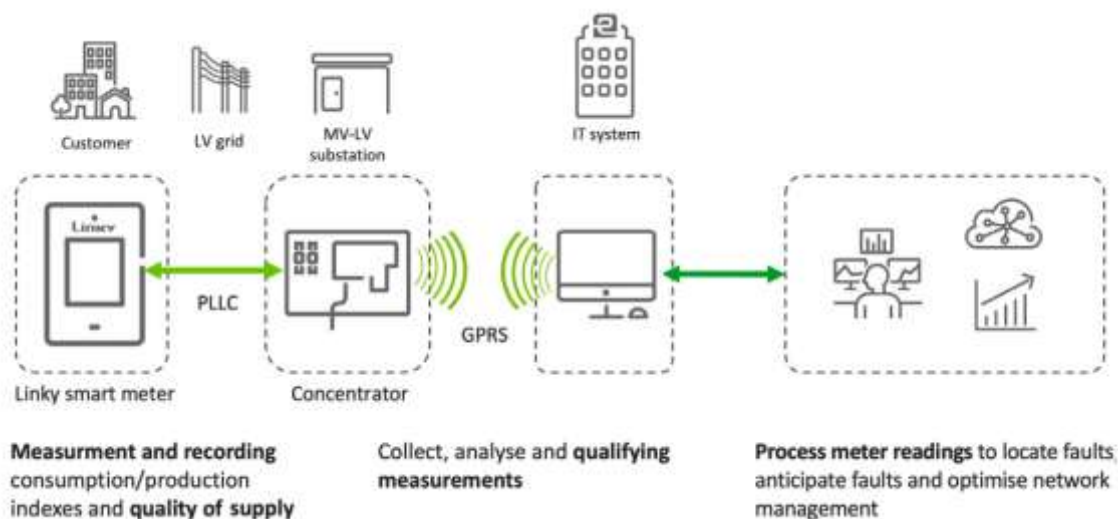 Customer
LV grid
MV-LV
substation
IT system
Linky
PLLC
GPRS
Linky smart meter
Concentrator
Measurment and recording
consumption/production
indexes and quality of supply
Collect, analyse and qualifying
measurements
Process meter readings to locate faults
anticipate faults and optimise network
management